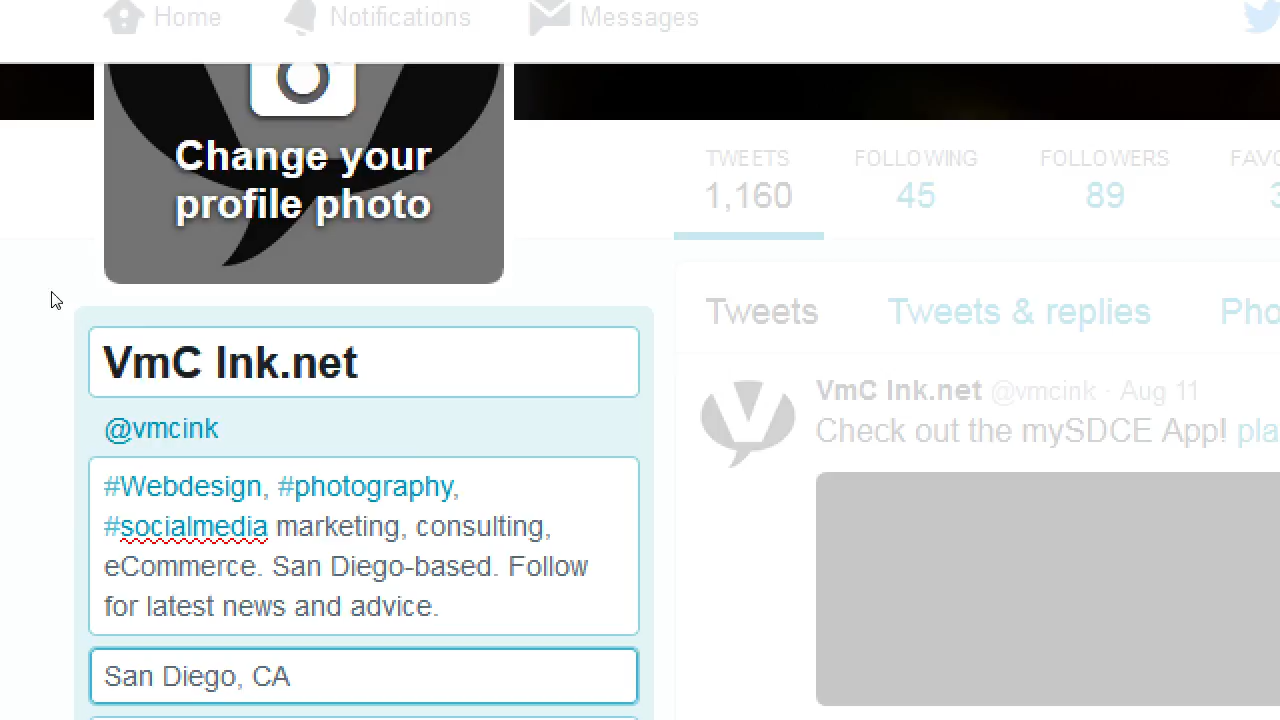 Home Notifications Messages
Change your
profile photo
TWEETS FOLLOWING FOLLOWERS
1,160 45 89
Tweets Tweets & replies
VmC Ink.net
@vmcink
#Webdesign, #photography,
#socialmedia marketing, consulting,
eCommerce. San Diego-based. Follow
for latest news and advice.
San Diego, CA
VmC Ink.net @vmcink · Aug 11
Check out the mySDCE App!